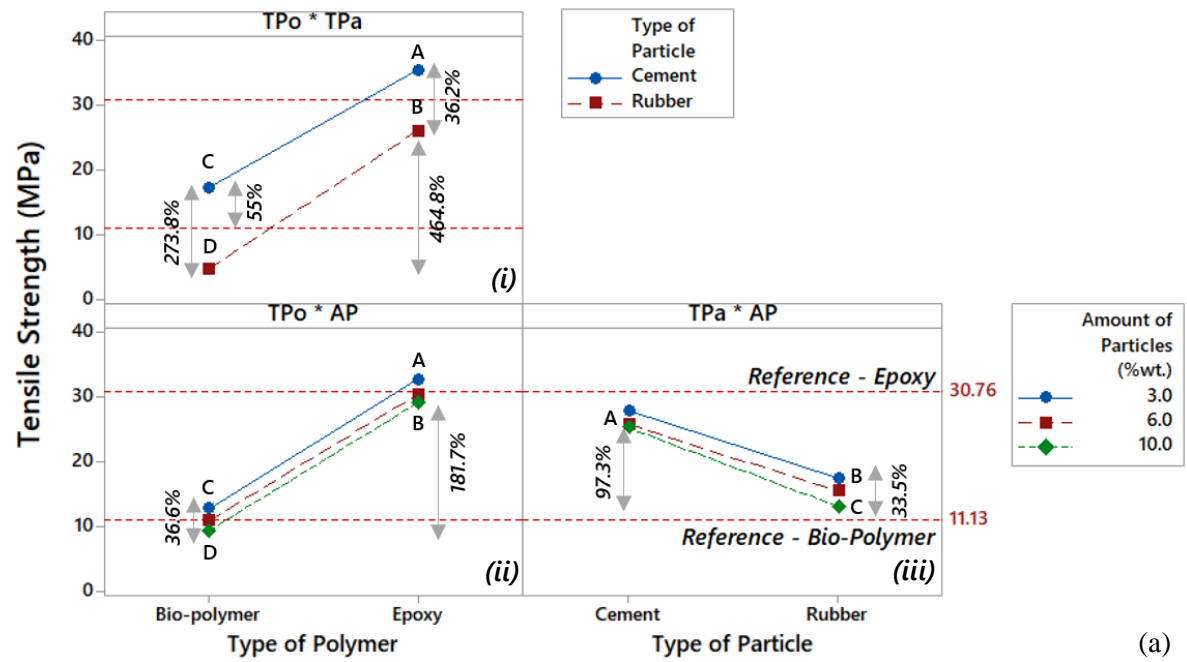 TPo * TPa
Type of
Particle
Cement
Rubber
Tensile Strength (MPa)
40
30
20
10
0
A
B
C
D
36.2%
464.8%
273.8%
55%
(i)
TPo * AP
TPa * AP
40
30
20
10
0
A
B
C
D
36.6%
181.7%
(ii)
Reference - Epoxy
30.76
A
B
C
97.3%
33.5%
11.13
Reference - Bio-Polymer
(iii)
Amount of
Particles
(%wt.)
3.0
6.0
10.0
Bio-polymer
Epoxy
Cement
Rubber
Type of Polymer
Type of Particle
(a)